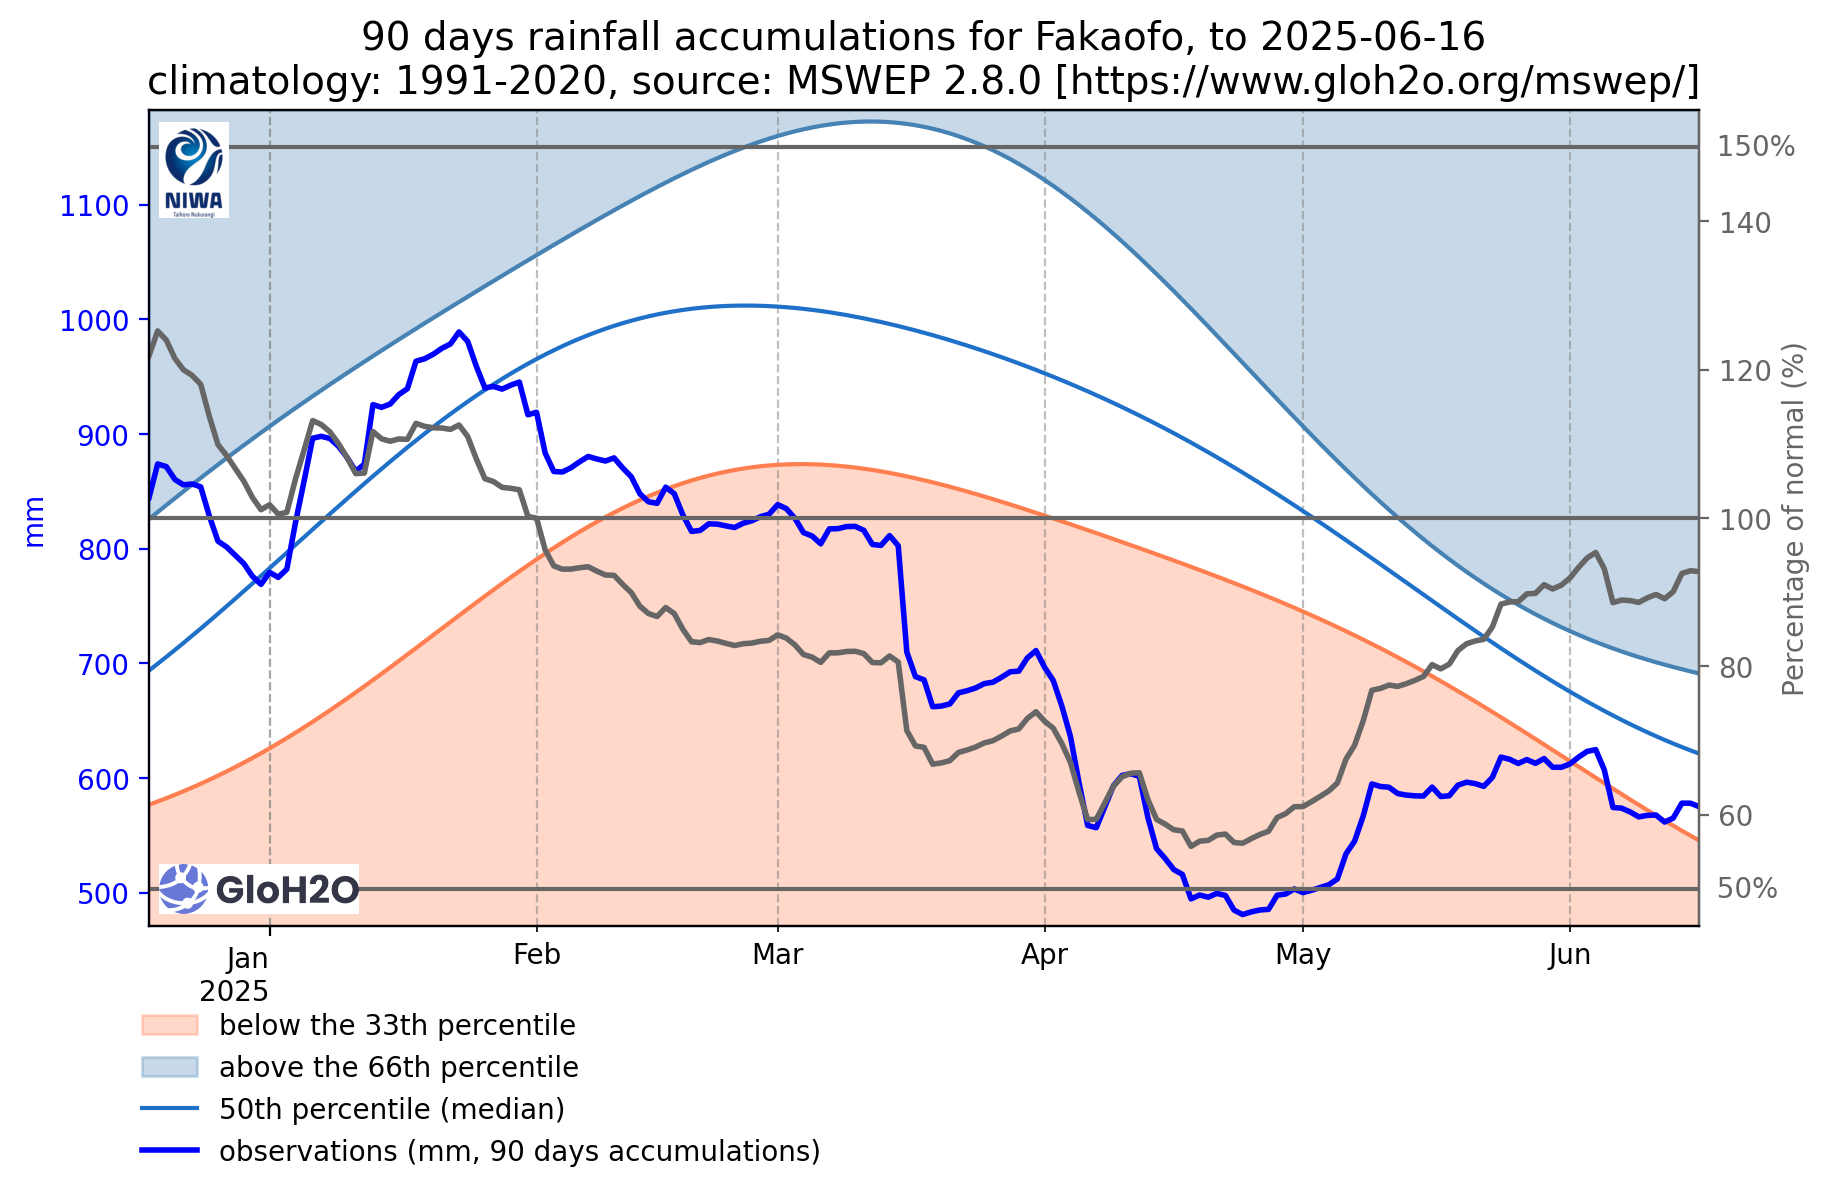 90 days rainfall accumulations for Fakaofo, to 2025-06-16
climatology: 1991-2020, source: MSWEP 2.8.0 [https://www.gloh2o.org/mswep/]
NIWA
Taihoro Nukurangi
mm
1100
1000
900
800
700
600
500
150%
140
120
100
80
60
50%
Percentage of normal (%)
GloH2O
Jan
2025
Feb
Mar
Apr
May
Jun
below the 33th percentile
above the 66th percentile
50th percentile (median)
observations (mm, 90 days accumulations)